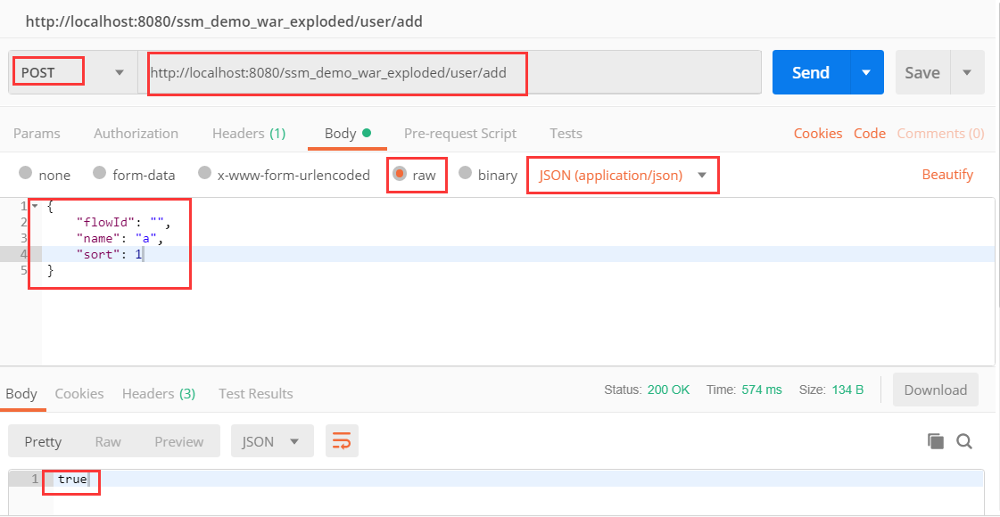 http://localhost:8080/ssm_demo_war_exploded/user/add
POST http://localhost:8080/ssm_demo_war_exploded/user/add Send Save
Params Authorization Headers (1) Body Pre-request Script Tests Cookies Code Comments (0)
none form-data x-www-form-urlencoded raw binary JSON (application/json) Beautify
1 {
2 "flowId": "",
3 "name": "a",
4 "sort": 1
5 }
Body Cookies Headers (3) Test Results Status: 200 OK Time: 574 ms Size: 134 B Download
Pretty Raw Preview JSON
1 true